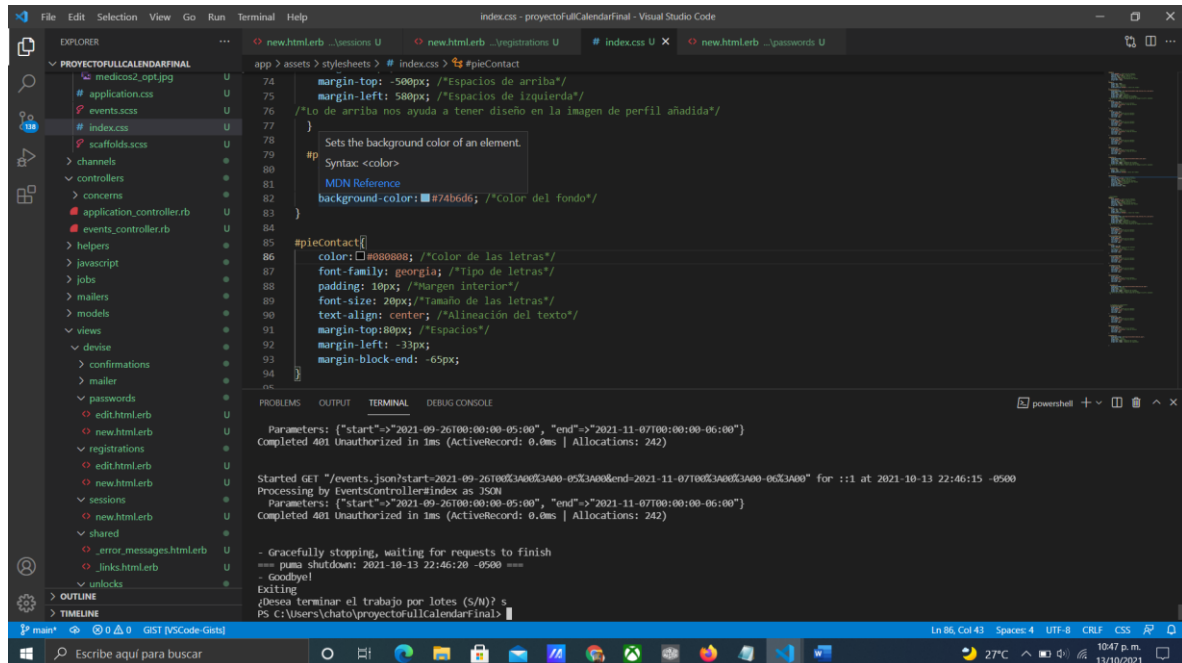 File Edit Selection View Go Run Terminal Help
index.css - proyectoFullCalendarFinal - Visual Studio Code
EXPLORER
PROYECTOFULLCALENDARFINAL
medicos2_opt.jpg U
# application.css U
events.scss U
# index.css U
scaffolds.scss U
channels
controllers
concerns
application_controller.rb U
events_controller.rb U
helpers
javascript
jobs
mailers
models
views
devise
confirmations
mailer
passwords
edit.html.erb U
new.html.erb U
registrations
edit.html.erb U
new.html.erb U
sessions
new.html.erb U
shared
_error_messages.html.erb U
_links.html.erb U
unlocks
OUTLINE
TIMELINE
138
new.html.erb ...\sessions U
new.html.erb ...\registrations U
# index.css U
new.html.erb ...\passwords U
app > assets > stylesheets > # index.css > #pieContact
74 margin-top: -500px; /*Espacios de arriba*/
75 margin-left: 580px; /*Espacios de izquierda*/
76 /*Lo de arriba nos ayuda a tener diseño en la imagen de perfil añadida*/
77 }
78
79 #p
80
81
Sets the background color of an element.
Syntax: <color>
MDN Reference
82 background-color: #74b6d6; /*Color del fondo*/
83 }
84
85 #pieContact{
86 color: #080808; /*Color de las letras*/
87 font-family: georgia; /*Tipo de letras*/
88 padding: 10px; /*Margen interior*/
89 font-size: 20px;/*Tamaño de las letras*/
90 text-align: center; /*Alineación del texto*/
91 margin-top:80px; /*Espacios*/
92 margin-left: -33px;
93 margin-block-end: -65px;
94 }
95
PROBLEMS OUTPUT TERMINAL DEBUG CONSOLE
powershell
Parameters: {"start"=>"2021-09-26T00:00:00-05:00", "end"=>"2021-11-07T00:00:00-06:00"}
Completed 401 Unauthorized in 1ms (ActiveRecord: 0.0ms | Allocations: 242)
Started GET "/events.json?start=2021-09-26T00%3A00%3A00-05%3A00&end=2021-11-07T00%3A00%3A00-06%3A00" for ::1 at 2021-10-13 22:46:15 -0500
Processing by EventsController#index as JSON
Parameters: {"start"=>"2021-09-26T00:00:00-05:00", "end"=>"2021-11-07T00:00:00-06:00"}
Completed 401 Unauthorized in 1ms (ActiveRecord: 0.0ms | Allocations: 242)
- Gracefully stopping, waiting for requests to finish
=== puma shutdown: 2021-10-13 22:46:20 -0500 ===
- Goodbye!
Exiting
¿Desea terminar el trabajo por lotes (S/N)? s
PS C:\Users\chato\proyectoFullCalendarFinal>
main* 0 0 GIST [VSCode-Gists]
Ln 86, Col 43 Spaces: 4 UTF-8 CRLF CSS
Escribe aquí para buscar
27°C
10:47 p. m.
13/10/2021